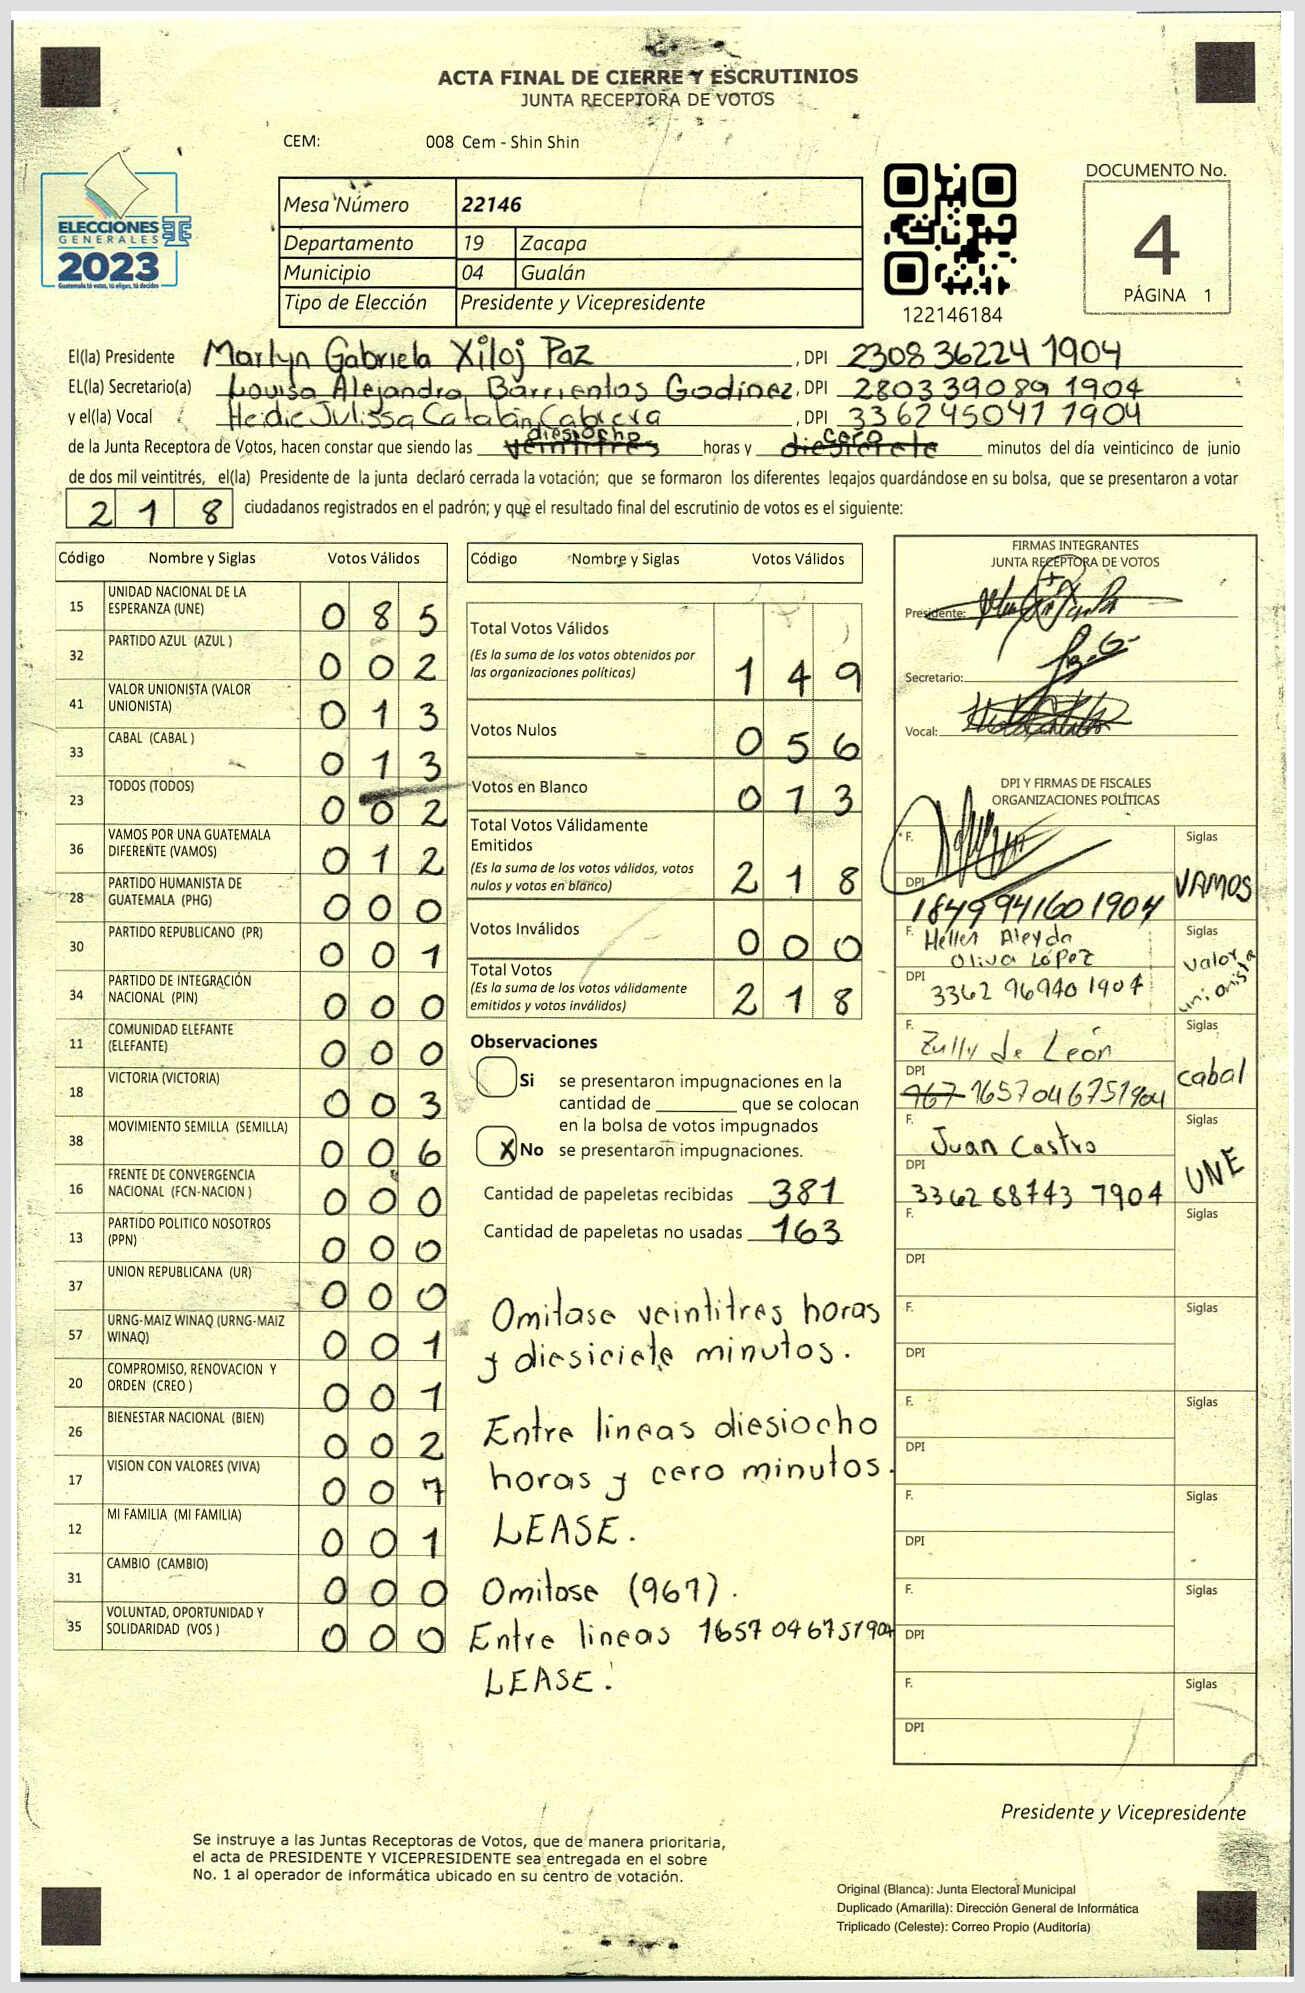 ACTA FINAL DE CIERRE Y ESCRUTINIOS
JUNTA RECEPTORA DE VOTOS
CEM: 008 Cem - Shin Shin
ELECCIONES
GENERALES
2023
Guatemala tú votas, tú eliges, tú decides
Mesa Número 22146
Departamento 19 Zacapa
Municipio 04 Gualán
Tipo de Elección Presidente y Vicepresidente
122146184
DOCUMENTO No.
4
PÁGINA 1
El(la) Presidente Marlyn Gabriela Xiloj Paz, DPI 2308 36224 1904
EL(la) Secretario(a) Louisa Alejandra Barrientos Godinez, DPI 280339089 1904
y el(la) Vocal Heidie Julissa Catalán Cabrera, DPI 336245041 1904
diesiocho cero
de la Junta Receptora de Votos, hacen constar que siendo las veintitres horas y diesiciete minutos del día veinticinco de junio
de dos mil veintitrés, el(la) Presidente de la junta declaró cerrada la votación; que se formaron los diferentes legajos quardándose en su bolsa, que se presentaron a votar
2 1 8 ciudadanos registrados en el padrón; y que el resultado final del escrutinio de votos es el siguiente:
Código Nombre y Siglas Votos Válidos
15 UNIDAD NACIONAL DE LA
ESPERANZA (UNE) 0 8 5
32 PARTIDO AZUL (AZUL ) 0 0 2
41 VALOR UNIONISTA (VALOR
UNIONISTA) 0 1 3
33 CABAL (CABAL ) 0 1 3
23 TODOS (TODOS) 0 0 2
36 VAMOS POR UNA GUATEMALA
DIFERENTE (VAMOS) 0 1 2
28 PARTIDO HUMANISTA DE
GUATEMALA (PHG) 0 0 0
30 PARTIDO REPUBLICANO (PR) 0 0 1
34 PARTIDO DE INTEGRACIÓN
NACIONAL (PIN) 0 0 0
11 COMUNIDAD ELEFANTE
(ELEFANTE) 0 0 0
18 VICTORIA (VICTORIA) 0 0 3
38 MOVIMIENTO SEMILLA (SEMILLA) 0 0 6
16 FRENTE DE CONVERGENCIA
NACIONAL (FCN-NACION ) 0 0 0
13 PARTIDO POLITICO NOSOTROS
(PPN) 0 0 0
37 UNION REPUBLICANA (UR) 0 0 0
57 URNG-MAIZ WINAQ (URNG-MAIZ
WINAQ) 0 0 1
20 COMPROMISO, RENOVACION Y
ORDEN (CREO ) 0 0 1
26 BIENESTAR NACIONAL (BIEN) 0 0 2
17 VISION CON VALORES (VIVA) 0 0 7
12 MI FAMILIA (MI FAMILIA) 0 0 1
31 CAMBIO (CAMBIO) 0 0 0
35 VOLUNTAD, OPORTUNIDAD Y
SOLIDARIDAD (VOS ) 0 0 0
Código Nombre y Siglas Votos Válidos
Total Votos Válidos
(Es la suma de los votos obtenidos por
las organizaciones políticas) 1 4 9
Votos Nulos 0 5 6
Votos en Blanco 0 1 3
Total Votos Válidamente
Emitidos
(Es la suma de los votos válidos, votos
nulos y votos en blanco) 2 1 8
Votos Inválidos 0 0 0
Total Votos
(Es la suma de los votos válidamente
emitidos y votos inválidos) 2 1 8
Observaciones
Si se presentaron impugnaciones en la
cantidad de que se colocan
en la bolsa de votos impugnados
X No se presentaron impugnaciones.
Cantidad de papeletas recibidas 381
Cantidad de papeletas no usadas 163
Omitase veintitres horas
y diesiciete minutos.
Entre lineas diesiocho
horas y cero minutos.
LEASE.
Omitase (967).
Entre lineas 1657046751904
LEASE.
FIRMAS INTEGRANTES
JUNTA RECEPTORA DE VOTOS
Presidente:
Secretario:
Vocal:
DPI Y FIRMAS DE FISCALES
ORGANIZACIONES POLÍTICAS
F. Siglas
DPI VAMOS
1849941601904
F. Hellen Aleyda Siglas
Oliva López valor unionista
DPI 3362 96940 1904
F. Siglas
Zully de León
DPI cabal
967 1657046751904
F. Siglas
Juan Castro
DPI UNE
3362 68743 1904
F. Siglas
DPI
F. Siglas
DPI
F. Siglas
DPI
F. Siglas
DPI
F. Siglas
DPI
F. Siglas
DPI
Presidente y Vicepresidente
Se instruye a las Juntas Receptoras de Votos, que de manera prioritaria,
el acta de PRESIDENTE Y VICEPRESIDENTE sea entregada en el sobre
No. 1 al operador de informática ubicado en su centro de votación.
Original (Blanca): Junta Electoral Municipal
Duplicado (Amarilla): Dirección General de Informática
Triplicado (Celeste): Correo Propio (Auditoría)